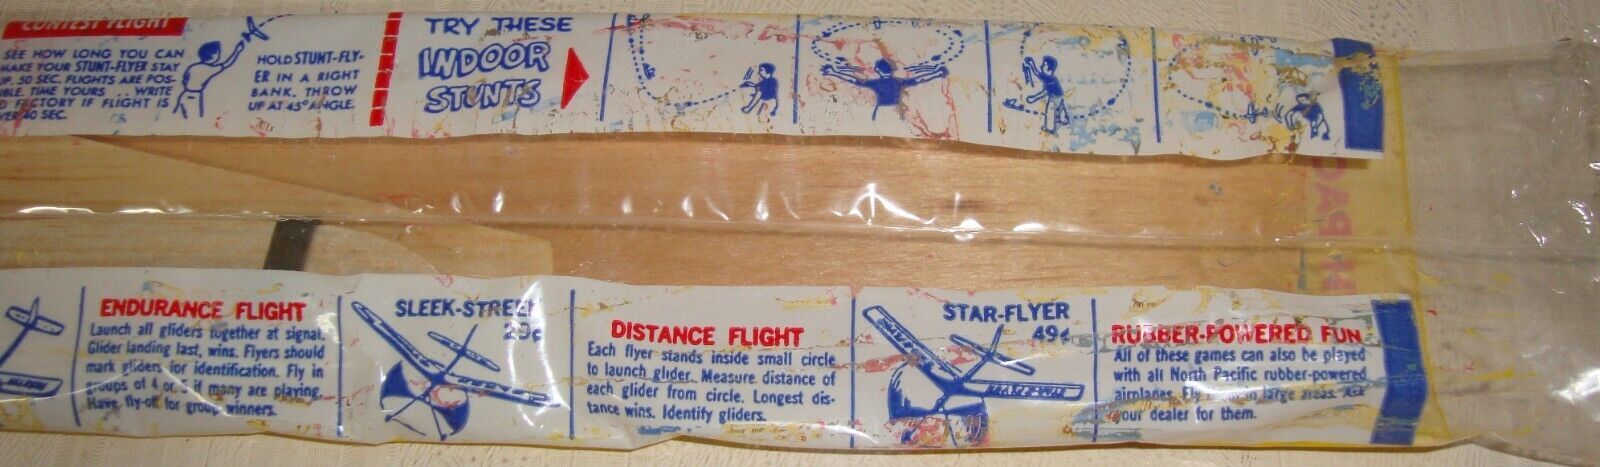 CONTEST FLIGHT
SEE HOW LONG YOU CAN
MAKE YOUR STUNT-FLYER STAY
UP. 50 SEC. FLIGHTS ARE POS-
IBLE. TIME YOURS .. WRITE
FACTORY IF FLIGHT IS
40 SEC.
HOLD STUNT-FLY-
ER IN A RIGHT
BANK. THROW
UP AT 45° ANGLE.
TRY THESE
INDOOR
STUNTS
ENDURANCE FLIGHT
Launch all gliders together at signal.
Glider landing last, wins. Flyers should
mark gliders for identification. Fly in
groups of 4 or if many are playing.
Have fly-off for group winners.
SLEEK-STREEK
29¢
DISTANCE FLIGHT
Each flyer stands inside small circle
to launch glider. Measure distance of
each glider from circle. Longest dis-
tance wins. Identify gliders.
STAR-FLYER
49¢
RUBBER-POWERED FUN
All of these games can also be played
with all North Pacific rubber-powered
airplanes. Fly in large areas. Ask
your dealer for them.